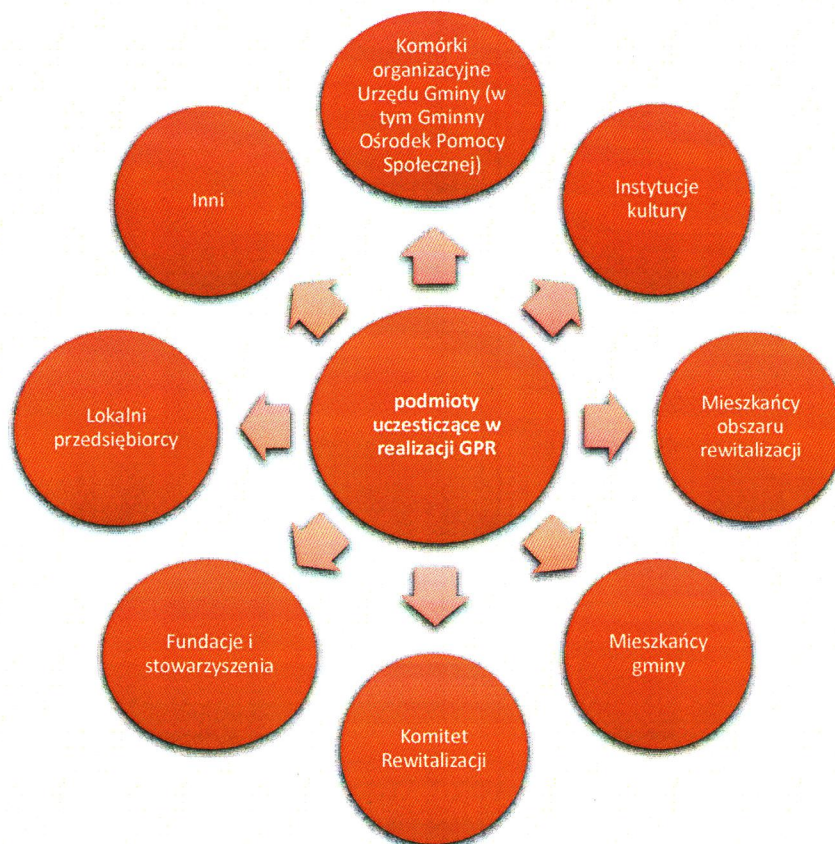 Komórki
organizacyjne
Urzędu Gminy (w
tym Gminny
Ośrodek Pomocy
Społecznej)
Instytucje
kultury
Mieszkańcy
obszaru
rewitalizacji
Mieszkańcy
gminy
Komitet
Rewitalizacji
Fundacje i
stowarzyszenia
Lokalni
przedsiębiorcy
Inni
podmioty
uczesticzące w
realizacji GPR